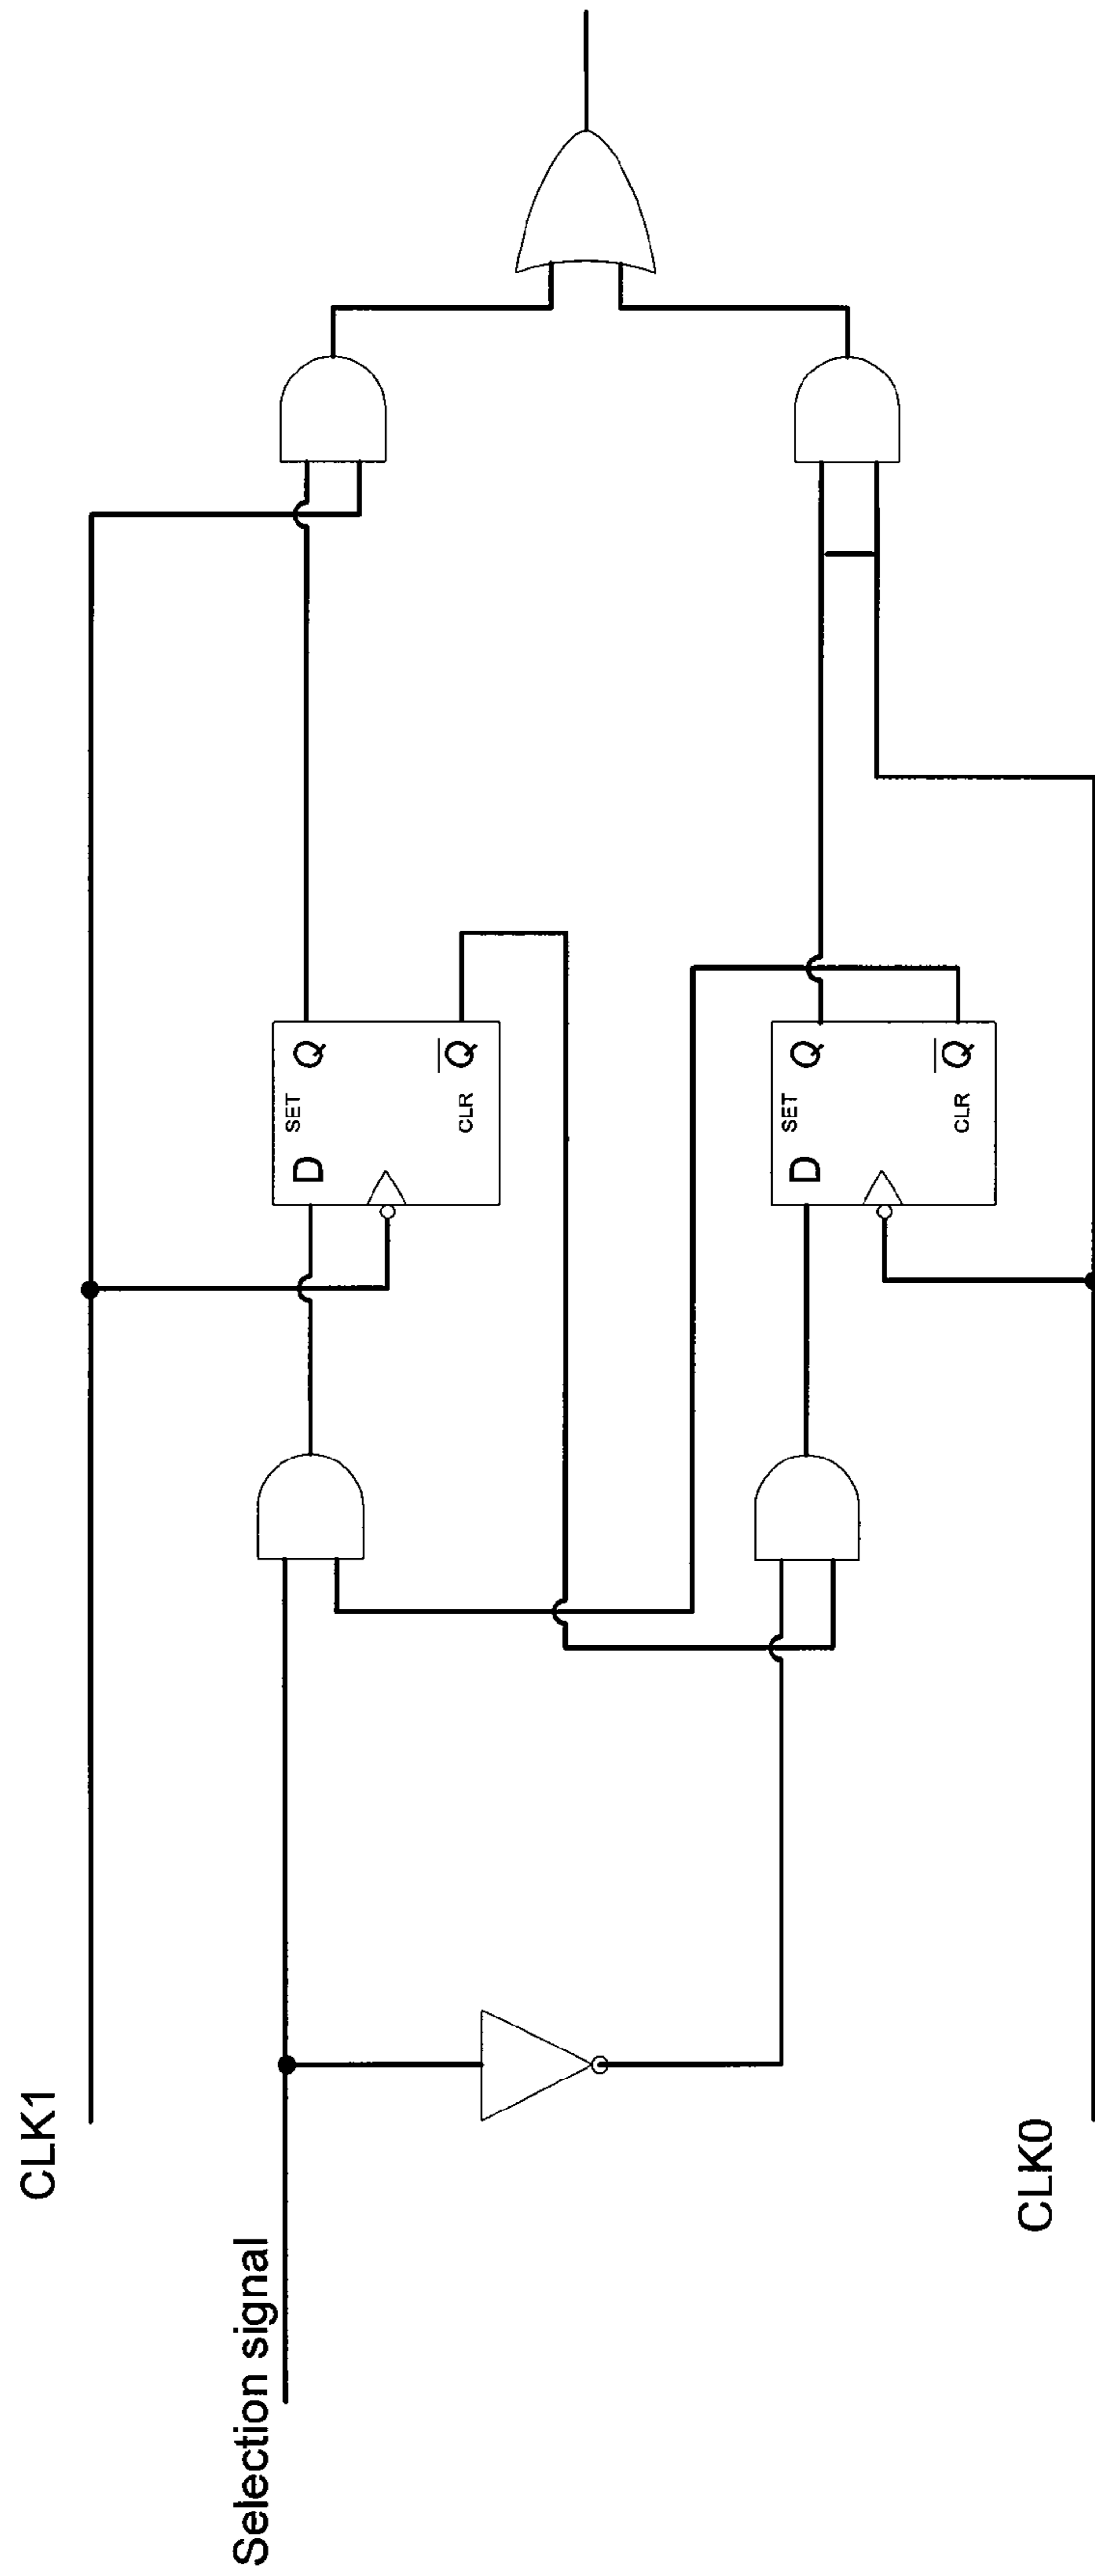 CLK1
Selection signal
D
SET
Q
CLR
Q
D
SET
Q
CLR
Q
CLK0